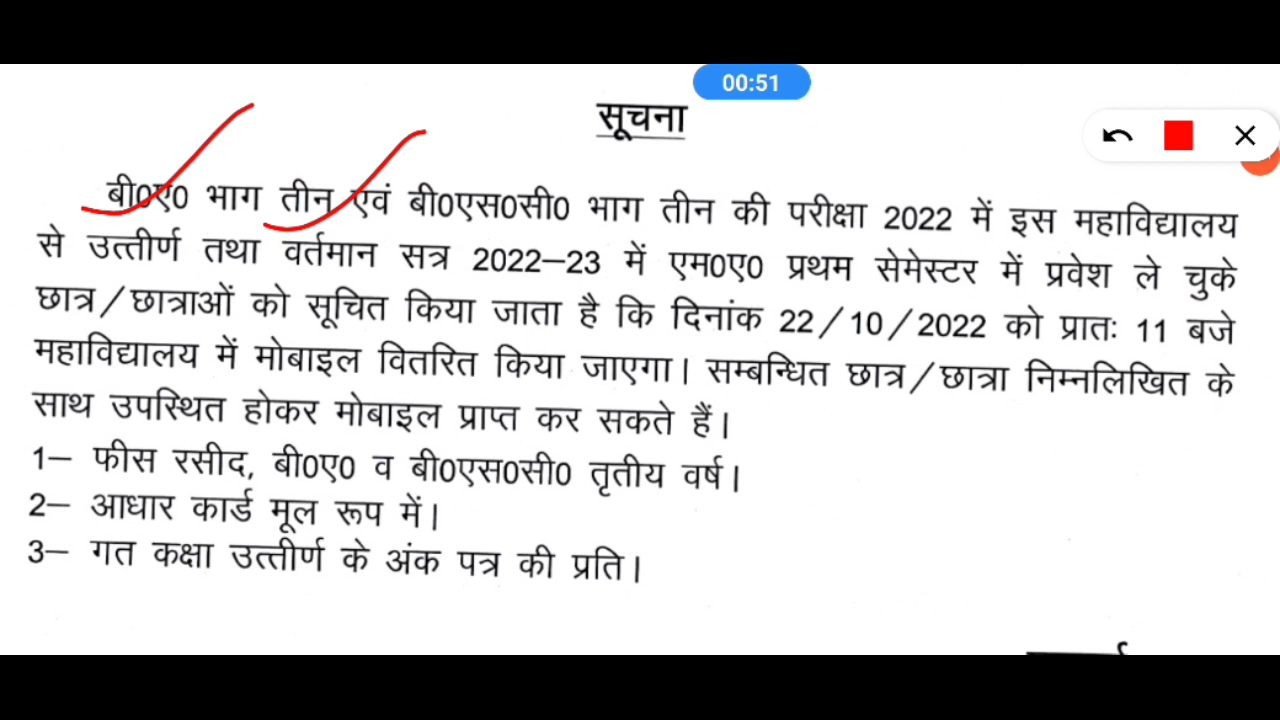 00:51
सूचना
बी0ए0 भाग तीन एवं बी0एस0सी0 भाग तीन की परीक्षा 2022 में इस महाविद्यालय
से उत्तीर्ण तथा वर्तमान सत्र 2022–23 में एम0ए0 प्रथम सेमेस्टर में प्रवेश ले चुके
छात्र/छात्राओं को सूचित किया जाता है कि दिनांक 22/10/2022 को प्रातः 11 बजे
महाविद्यालय में मोबाइल वितरित किया जाएगा। सम्बन्धित छात्र/छात्रा निम्नलिखित के
साथ उपस्थित होकर मोबाइल प्राप्त कर सकते हैं।
1– फीस रसीद, बी0ए0 व बी0एस0सी0 तृतीय वर्ष।
2– आधार कार्ड मूल रूप में।
3– गत कक्षा उत्तीर्ण के अंक पत्र की प्रति।